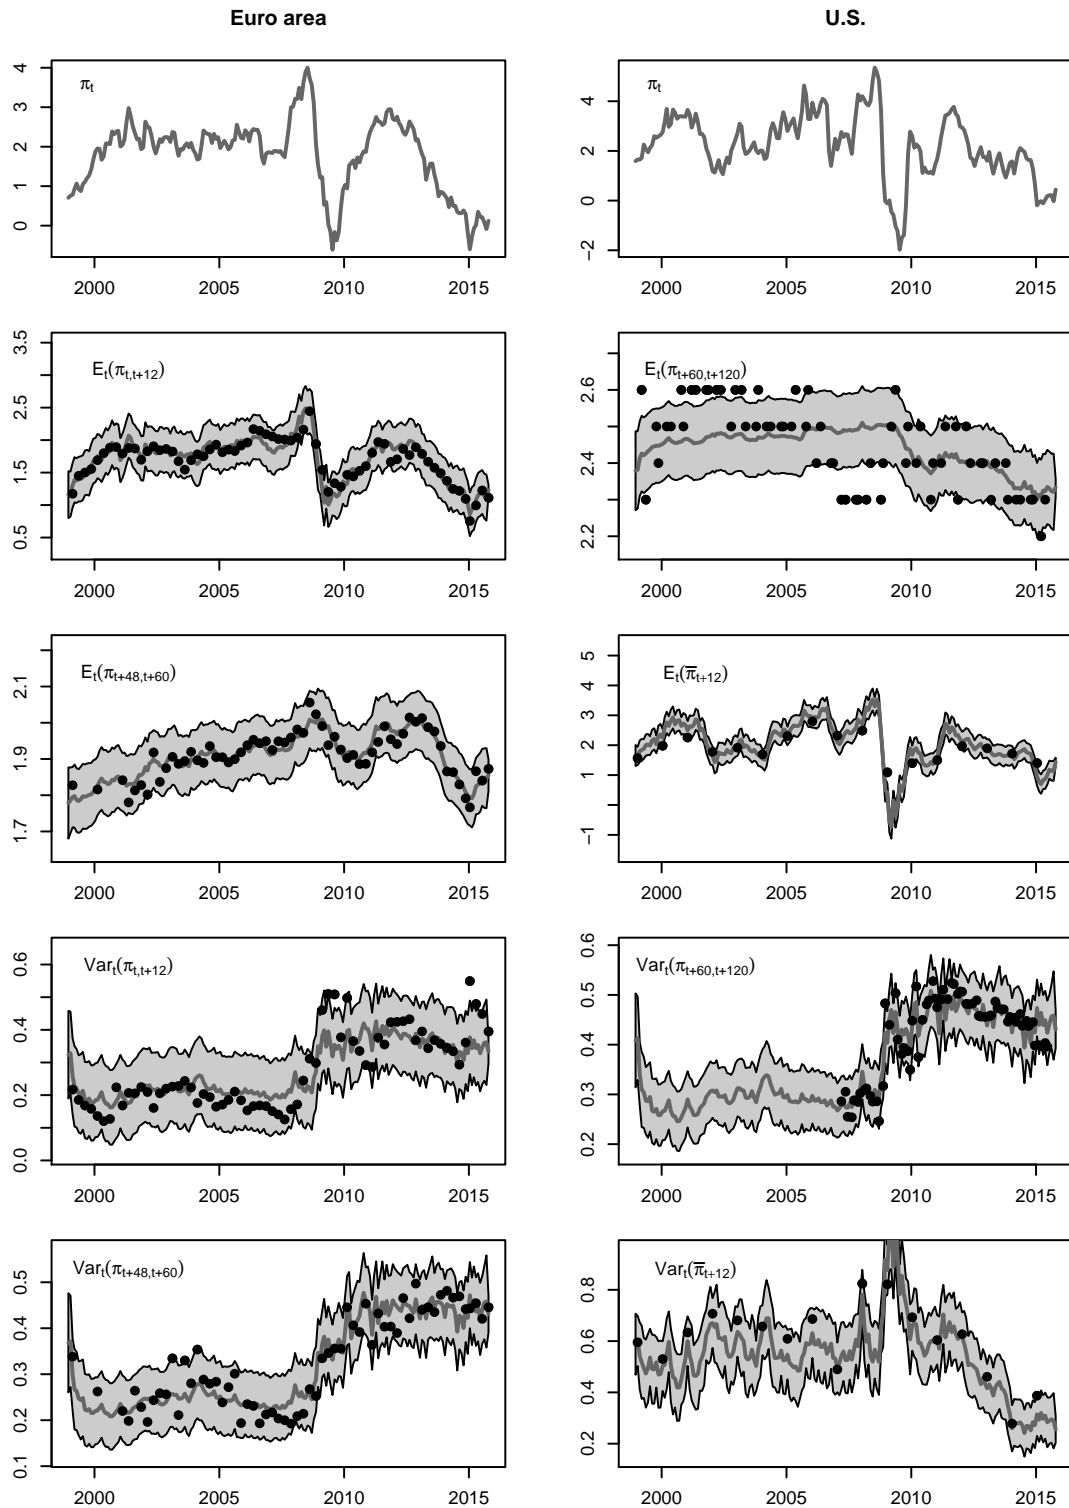 Euro area U.S.
π_t
0 1 2 3 4
2000 2005 2010 2015
π_t
−2 0 2 4
2000 2005 2010 2015
E_t(π_{t,t+12})
0.5 1.5 2.5 3.5
2000 2005 2010 2015
E_t(π_{t+60,t+120})
2.2 2.4 2.6
2000 2005 2010 2015
E_t(π_{t+48,t+60})
1.7 1.9 2.1
2000 2005 2010 2015
E_t(π̅_{t+12})
−1 1 2 3 4 5
2000 2005 2010 2015
Var_t(π_{t,t+12})
0.0 0.2 0.4 0.6
2000 2005 2010 2015
Var_t(π_{t+60,t+120})
0.2 0.3 0.4 0.5 0.6
2000 2005 2010 2015
Var_t(π_{t+48,t+60})
0.1 0.2 0.3 0.4 0.5
2000 2005 2010 2015
Var_t(π̅_{t+12})
0.2 0.4 0.6 0.8
2000 2005 2010 2015